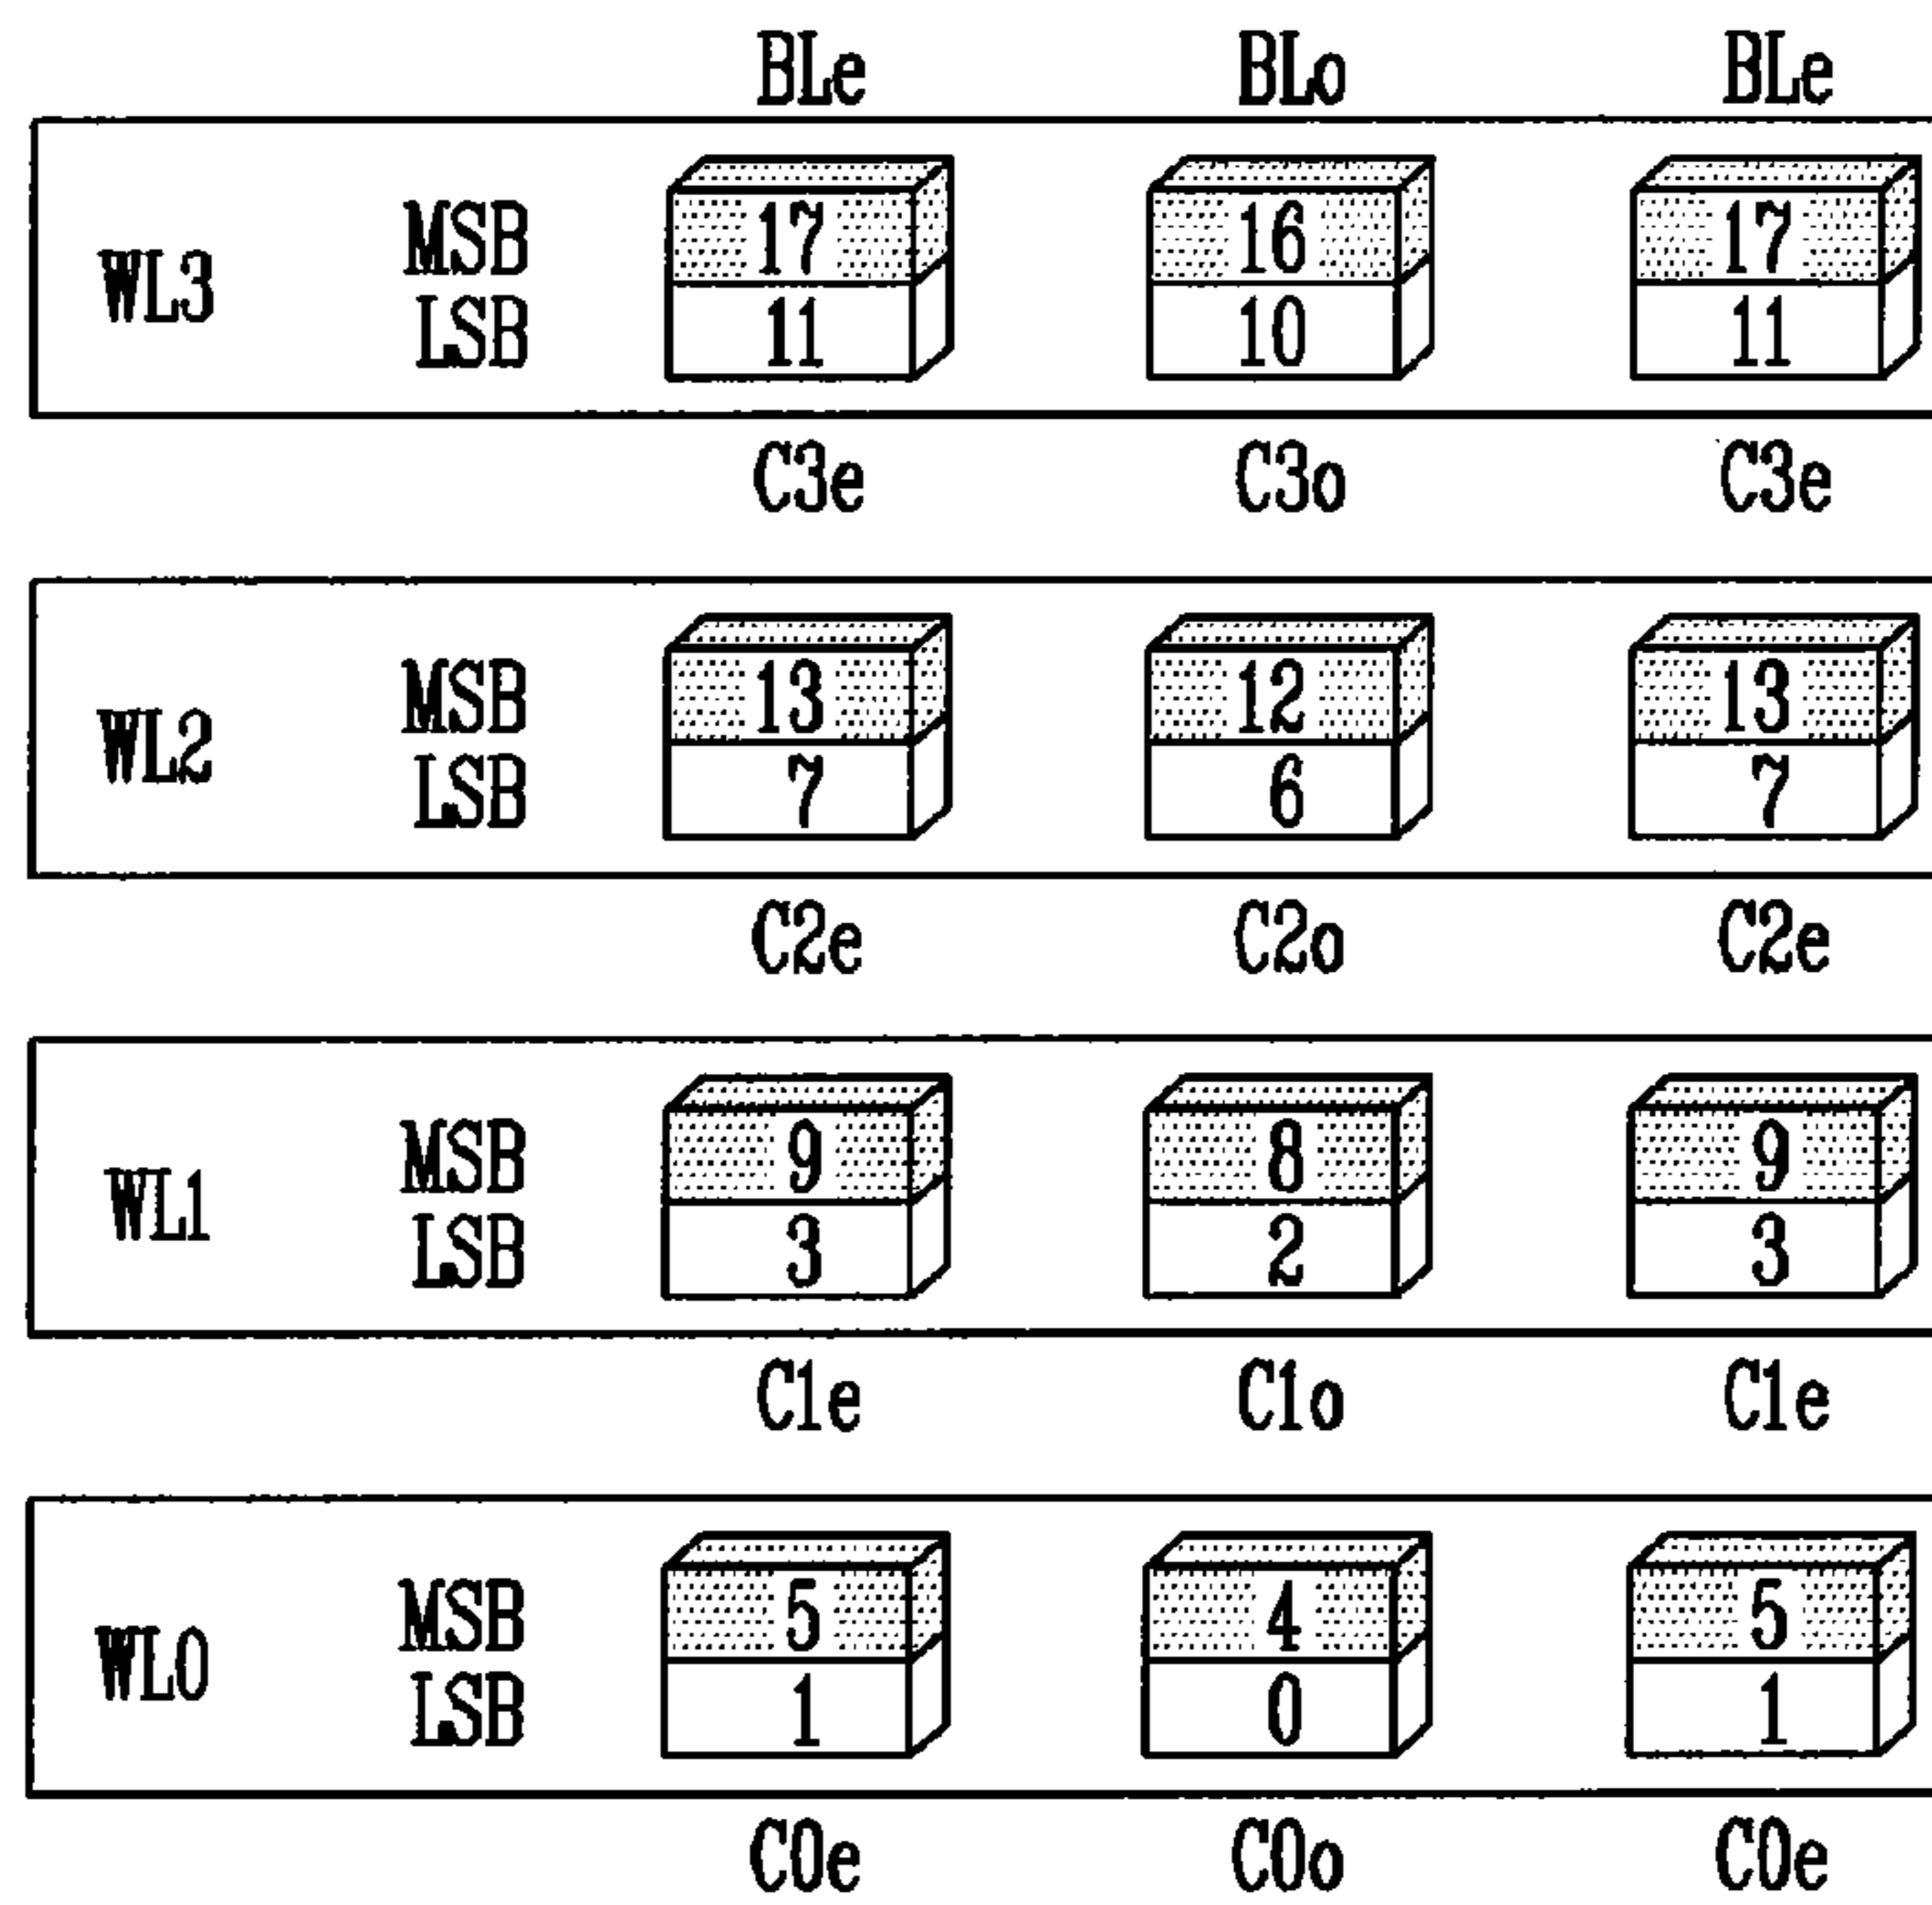 BLe BLo BLe
MSB 17 16 17
WL3
LSB 11 10 11
C3e C3o C3e
MSB 13 12 13
WL2
LSB 7 6 7
C2e C2o C2e
MSB 9 8 9
WL1
LSB 3 2 3
C1e C1o C1e
MSB 5 4 5
WL0
LSB 1 0 1
C0e C0o C0e